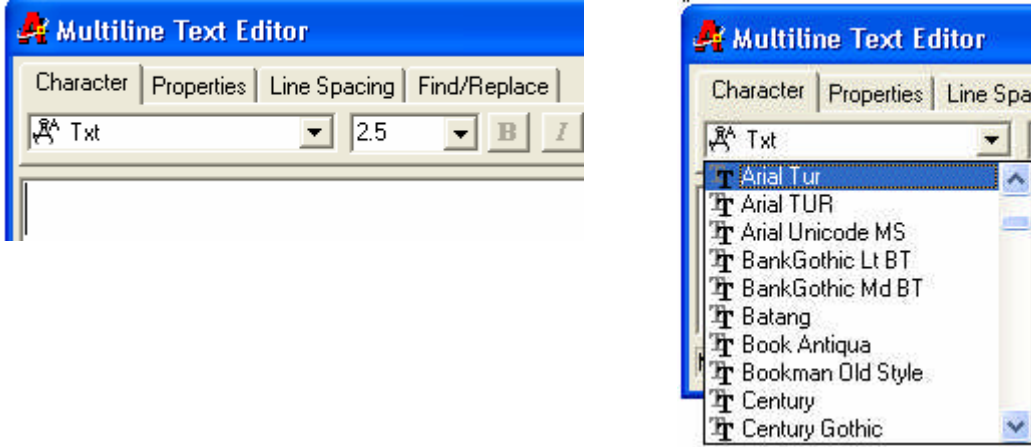 Multiline Text Editor
Character Properties Line Spacing Find/Replace
Txt 2.5 B I
Multiline Text Editor
Character Properties Line Spa
Txt
Arial Tur
Arial TUR
Arial Unicode MS
BankGothic Lt BT
BankGothic Md BT
Batang
Book Antiqua
Bookman Old Style
Century
Century Gothic